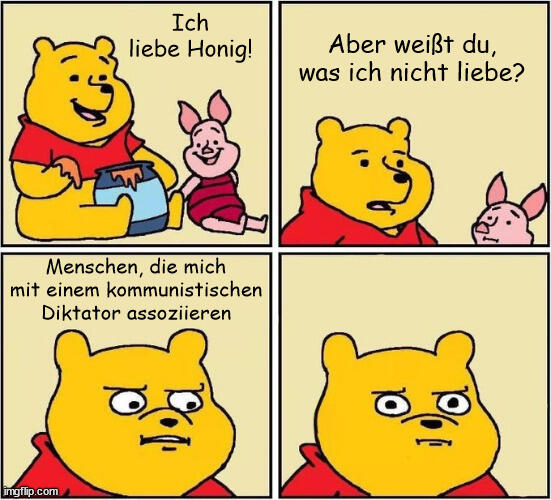 Ich
liebe Honig!
Aber weißt du,
was ich nicht liebe?
Menschen, die mich
mit einem kommunistischen
Diktator assoziieren
imgflip.com